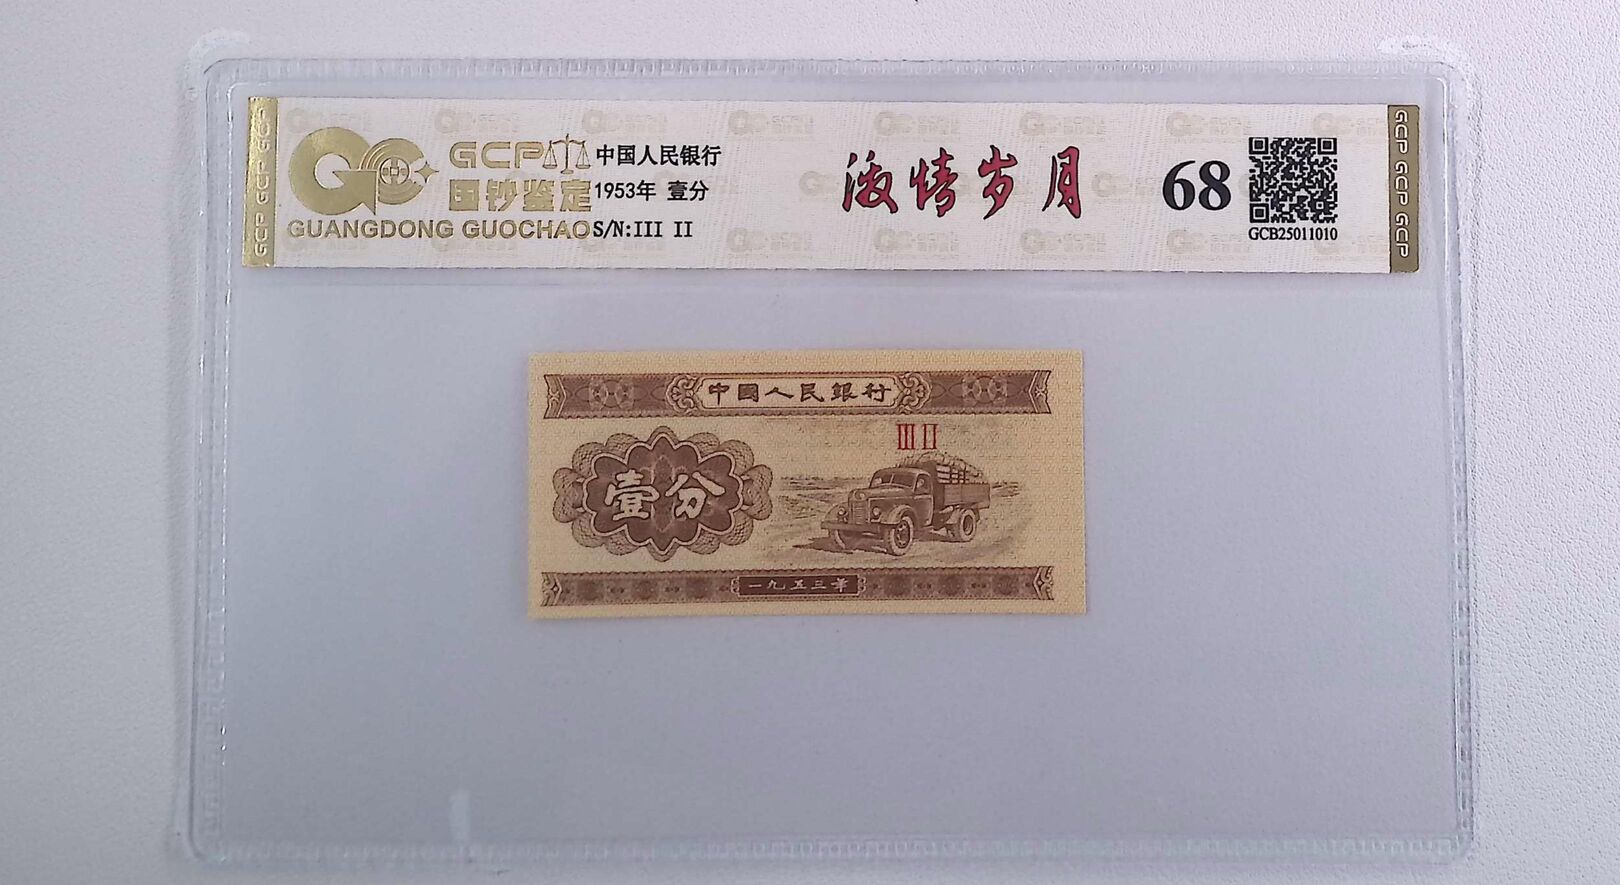 GCP GCP GCP
GCP
国钞鉴定
GUANGDONG GUOCHAO
中国人民银行
1953年 壹分
S/N:III II
激情岁月
68
GCB25011010
GCP GCP GCP
中國人民銀行
III II
壹分
一九五三年